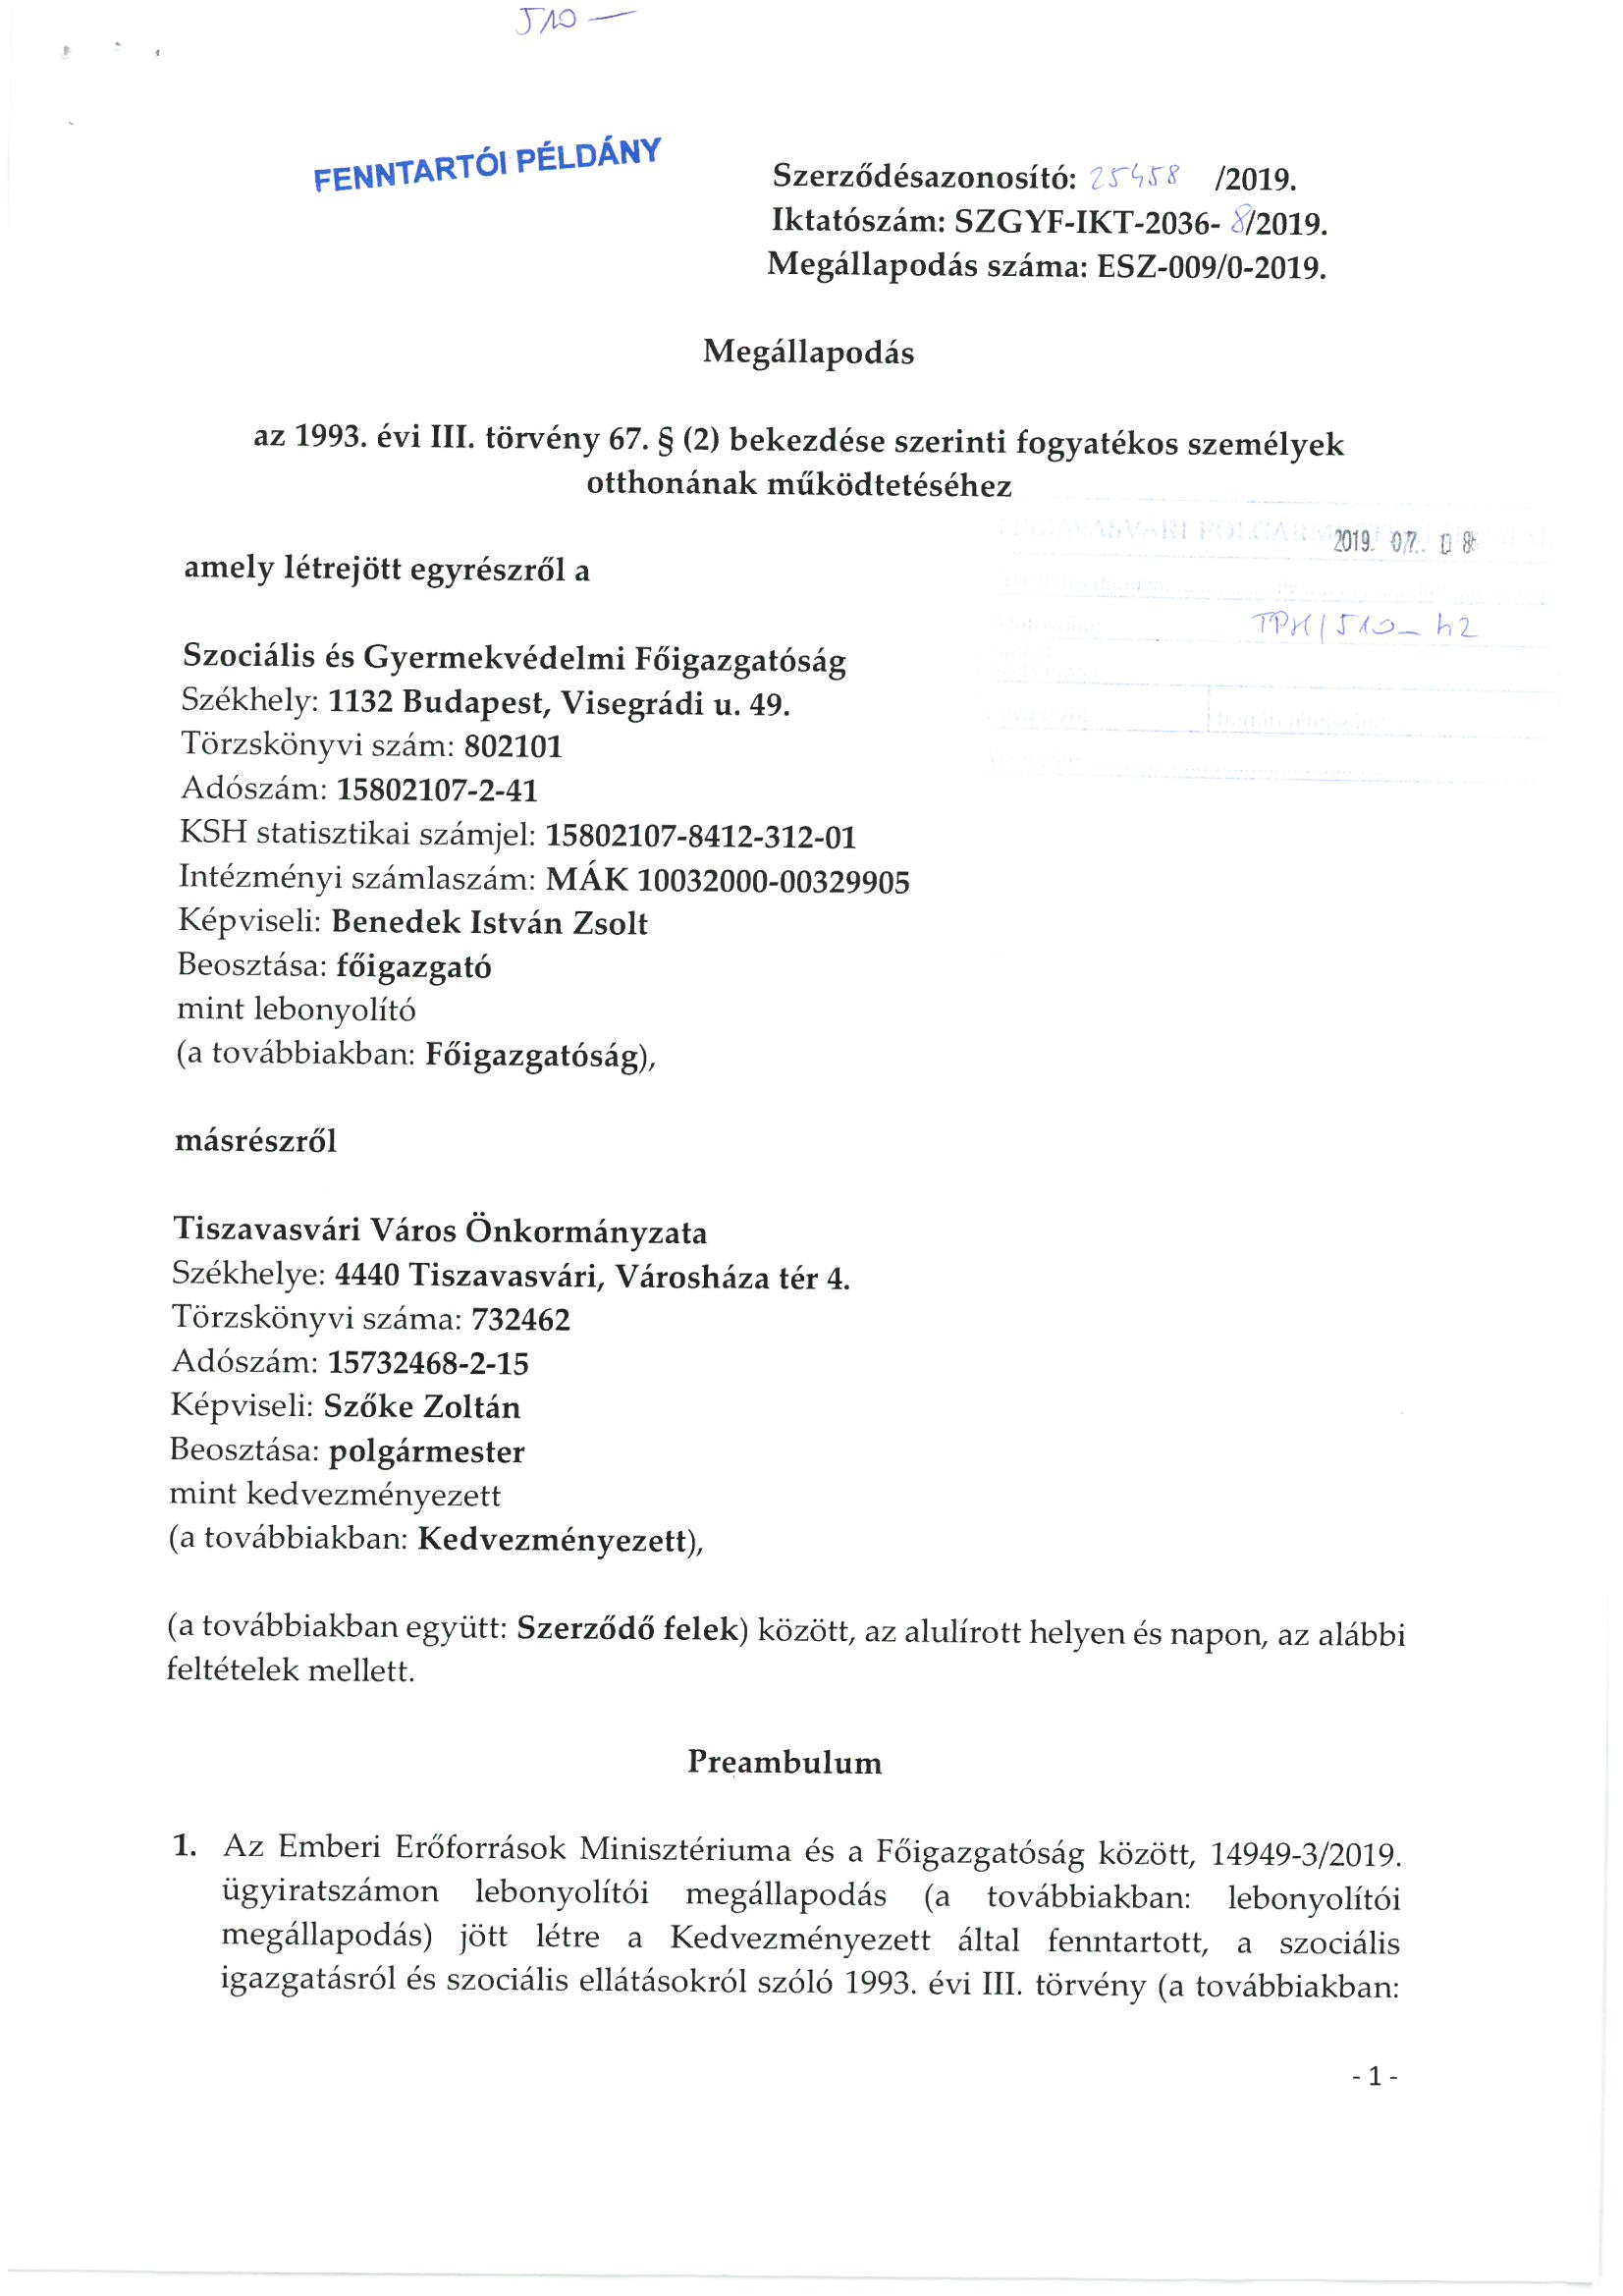 510 —
FENNTARTÓI PÉLDÁNY
Szerződésazonosító: 25458 /2019.
Iktatószám: SZGYF-IKT-2036- 8/2019.
Megállapodás száma: ESZ-009/0-2019.
Megállapodás
az 1993. évi III. törvény 67. § (2) bekezdése szerinti fogyatékos személyek
otthonának működtetéséhez
2019. 07. 08
amely létrejött egyrészről a
TPH/510-42
Szociális és Gyermekvédelmi Főigazgatóság
Székhely: 1132 Budapest, Visegrádi u. 49.
Törzskönyvi szám: 802101
Adószám: 15802107-2-41
KSH statisztikai számjel: 15802107-8412-312-01
Intézményi számlaszám: MÁK 10032000-00329905
Képviseli: Benedek István Zsolt
Beosztása: főigazgató
mint lebonyolító
(a továbbiakban: Főigazgatóság),
másrészről
Tiszavasvári Város Önkormányzata
Székhelye: 4440 Tiszavasvári, Városháza tér 4.
Törzskönyvi száma: 732462
Adószám: 15732468-2-15
Képviseli: Szőke Zoltán
Beosztása: polgármester
mint kedvezményezett
(a továbbiakban: Kedvezményezett),
(a továbbiakban együtt: Szerződő felek) között, az alulírott helyen és napon, az alábbi
feltételek mellett.
Preambulum
1. Az Emberi Erőforrások Minisztériuma és a Főigazgatóság között, 14949-3/2019.
ügyiratszámon lebonyolítói megállapodás (a továbbiakban: lebonyolítói
megállapodás) jött létre a Kedvezményezett által fenntartott, a szociális
igazgatásról és szociális ellátásokról szóló 1993. évi III. törvény (a továbbiakban:
- 1 -